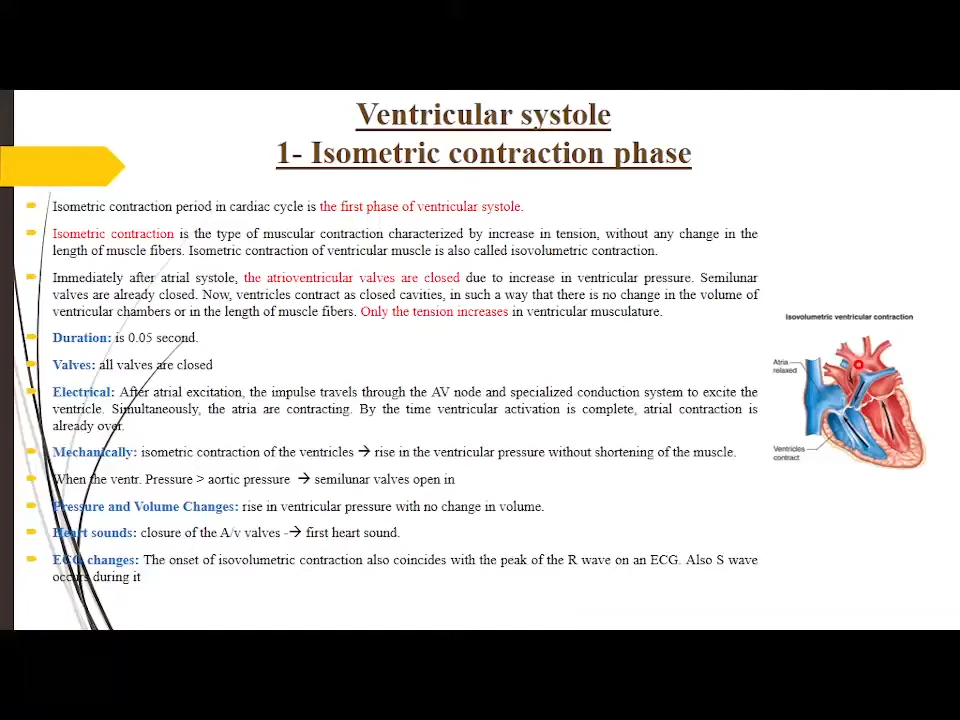 Ventricular systole
1- Isometric contraction phase
Isometric contraction period in cardiac cycle is the first phase of ventricular systole.
Isometric contraction is the type of muscular contraction characterized by increase in tension, without any change in the
length of muscle fibers. Isometric contraction of ventricular muscle is also called isovolumetric contraction.
Immediately after atrial systole, the atrioventricular valves are closed due to increase in ventricular pressure. Semilunar
valves are already closed. Now, ventricles contract as closed cavities, in such a way that there is no change in the volume of
ventricular chambers or in the length of muscle fibers. Only the tension increases in ventricular musculature.
Duration: is 0.05 second.
Valves: all valves are closed
Electrical: After atrial excitation, the impulse travels through the AV node and specialized conduction system to excite the
ventricle. Simultaneously, the atria are contracting. By the time ventricular activation is complete, atrial contraction is
already over.
Mechanically: isometric contraction of the ventricles → rise in the ventricular pressure without shortening of the muscle.
When the ventr. Pressure > aortic pressure → semilunar valves open in
Pressure and Volume Changes: rise in ventricular pressure with no change in volume.
Heart sounds: closure of the A/v valves -→ first heart sound.
ECG changes: The onset of isovolumetric contraction also coincides with the peak of the R wave on an ECG. Also S wave
occurs during it
Isovolumetric ventricular contraction
Atria
relaxed
Ventricles
contract